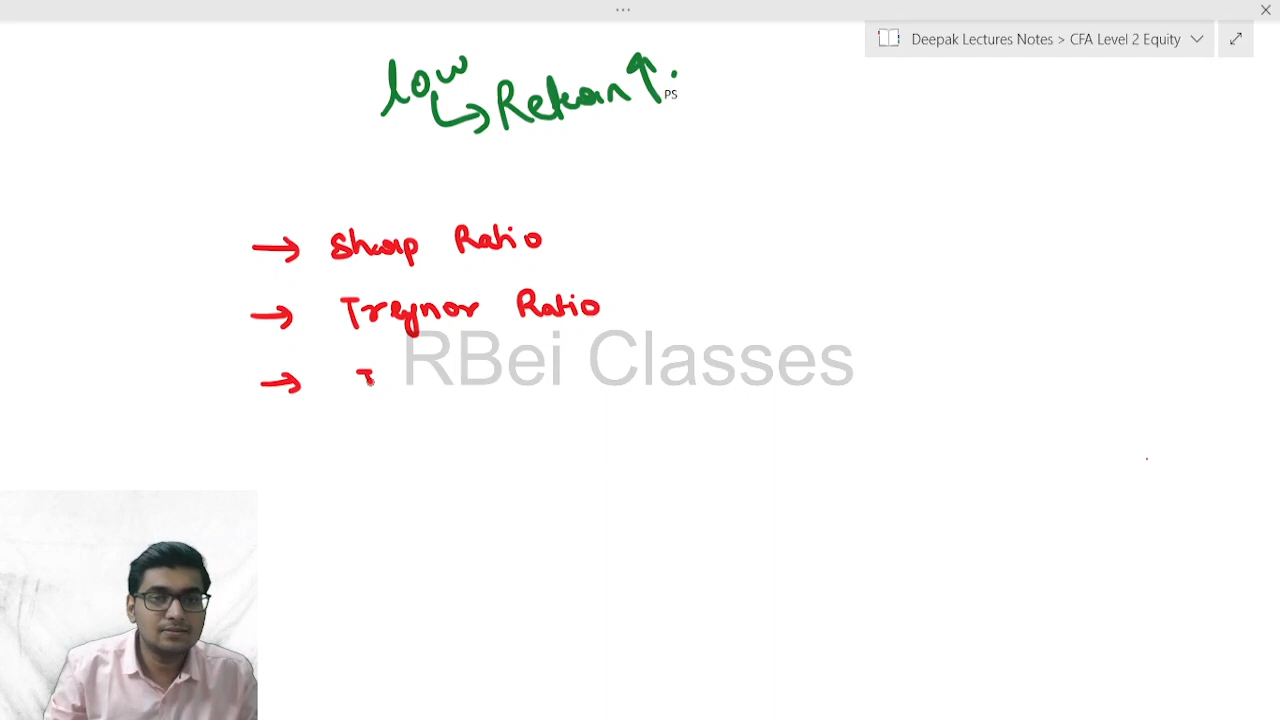 Deepak Lectures Notes > CFA Level 2 Equity
low
→ Return ↑
PS
→ Sharp Ratio
→ Treynor Ratio
RBei Classes
→